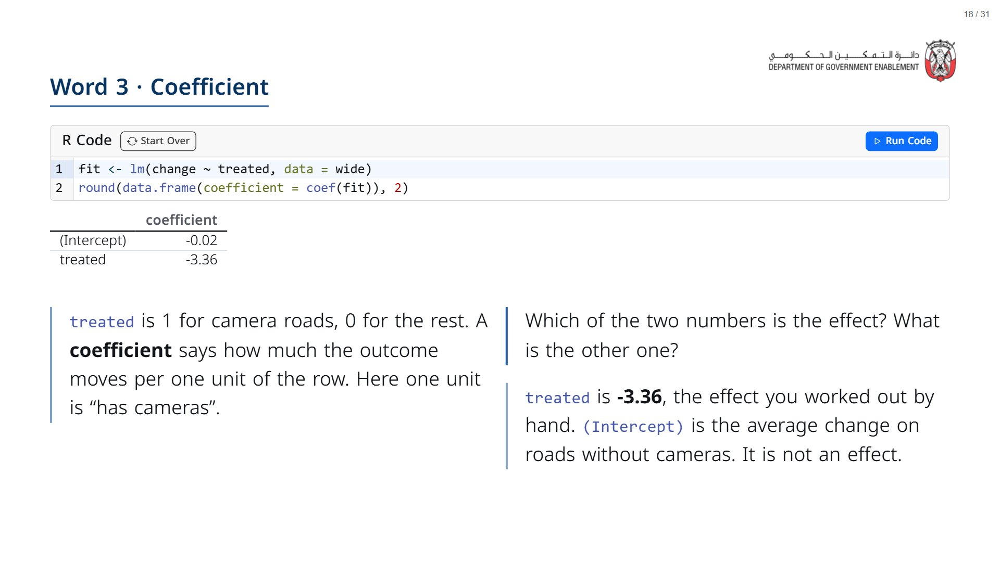 18 / 31
دائـرة التـمـكـيـن الـحـكـومـي
DEPARTMENT OF GOVERNMENT ENABLEMENT
Word 3 · Coefficient
R Code
Start Over
Run Code
1 fit <- lm(change ~ treated, data = wide)
2 round(data.frame(coefficient = coef(fit)), 2)
coefficient
(Intercept) -0.02
treated -3.36
treated is 1 for camera roads, 0 for the rest. A
coefficient says how much the outcome
moves per one unit of the row. Here one unit
is “has cameras”.
Which of the two numbers is the effect? What
is the other one?
treated is -3.36, the effect you worked out by
hand. (Intercept) is the average change on
roads without cameras. It is not an effect.